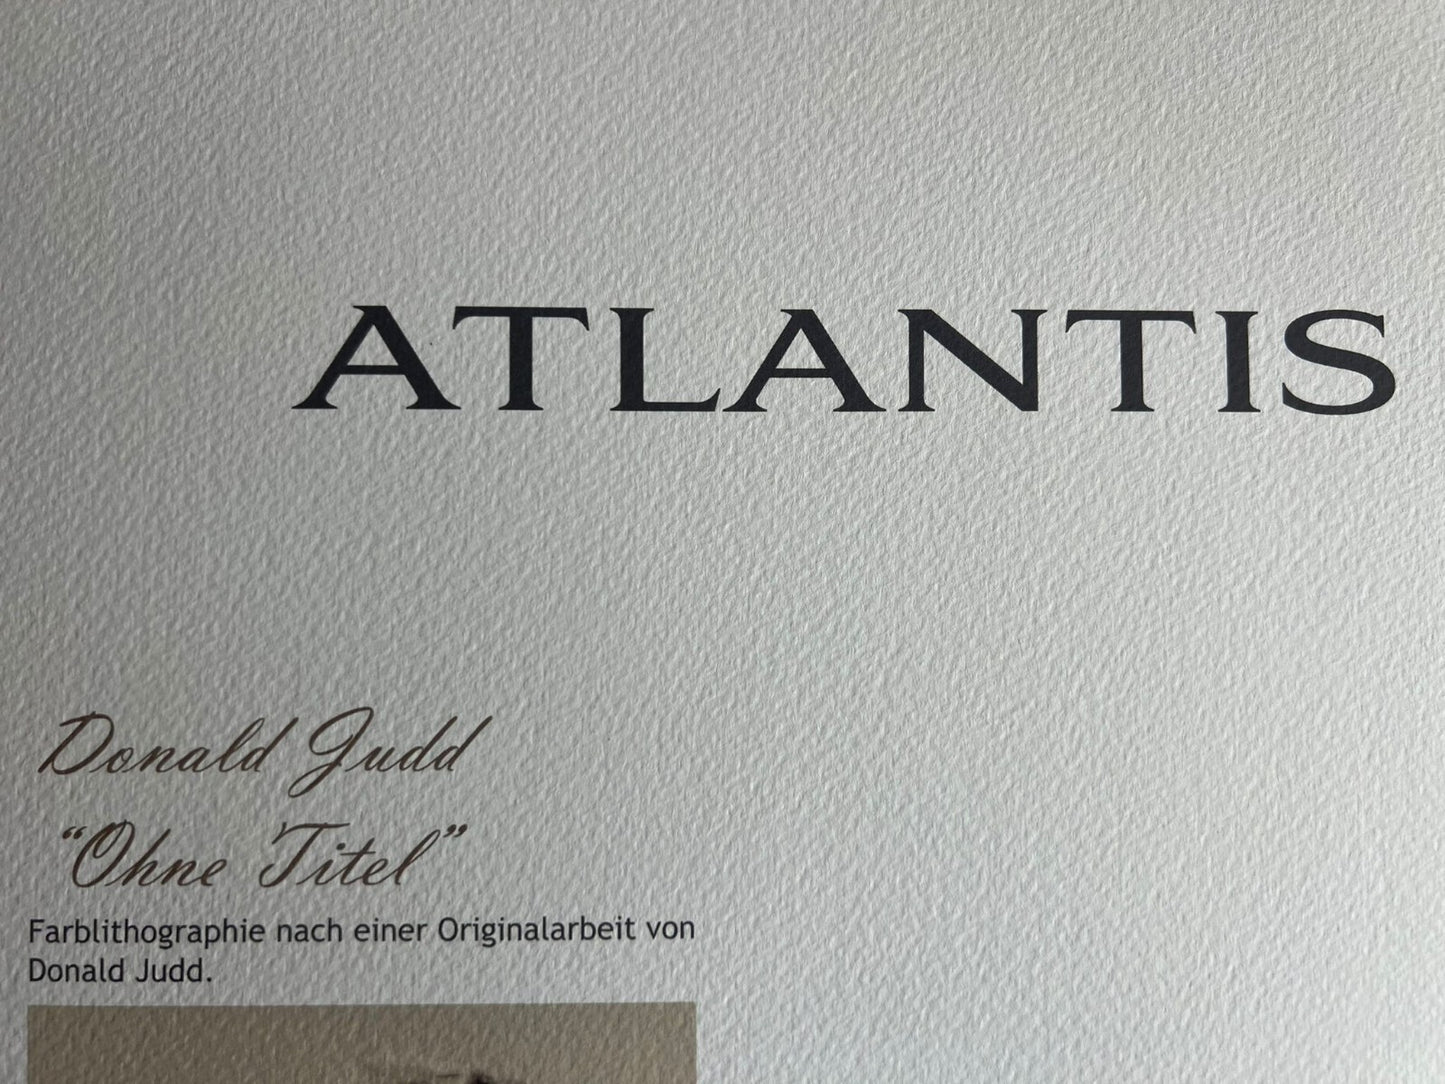 ATLANTIS
Donald Judd
“Ohne Titel”
Farblithographie nach einer Originalarbeit von
Donald Judd.